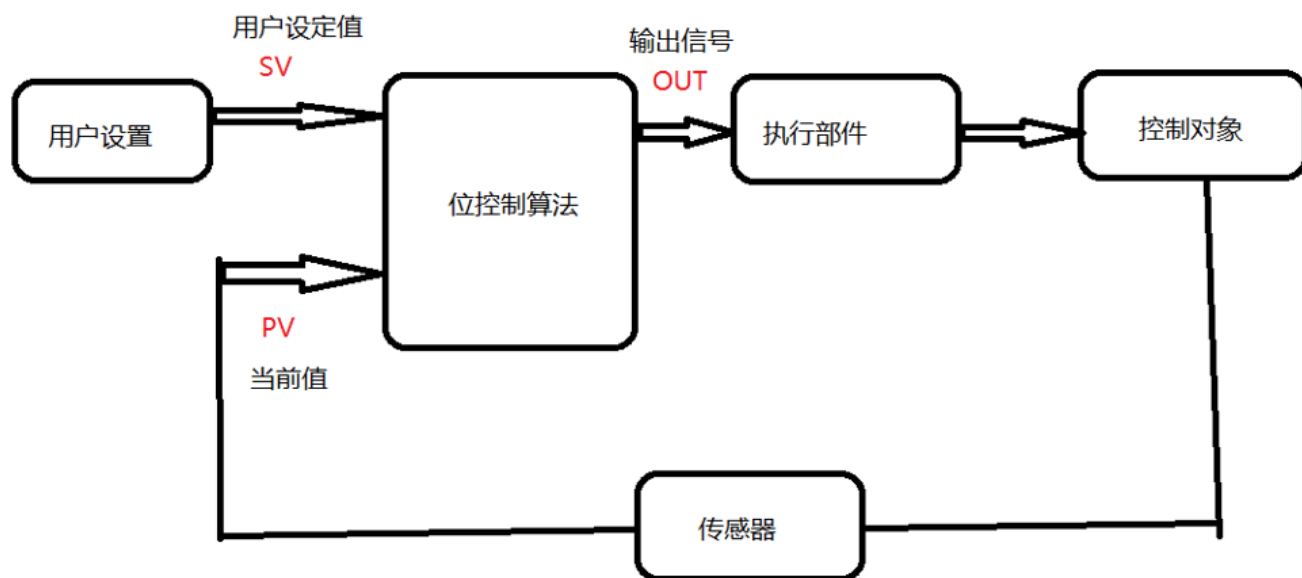 用户设定值
SV
输出信号
OUT
用户设置
位控制算法
执行部件
控制对象
PV
当前值
传感器